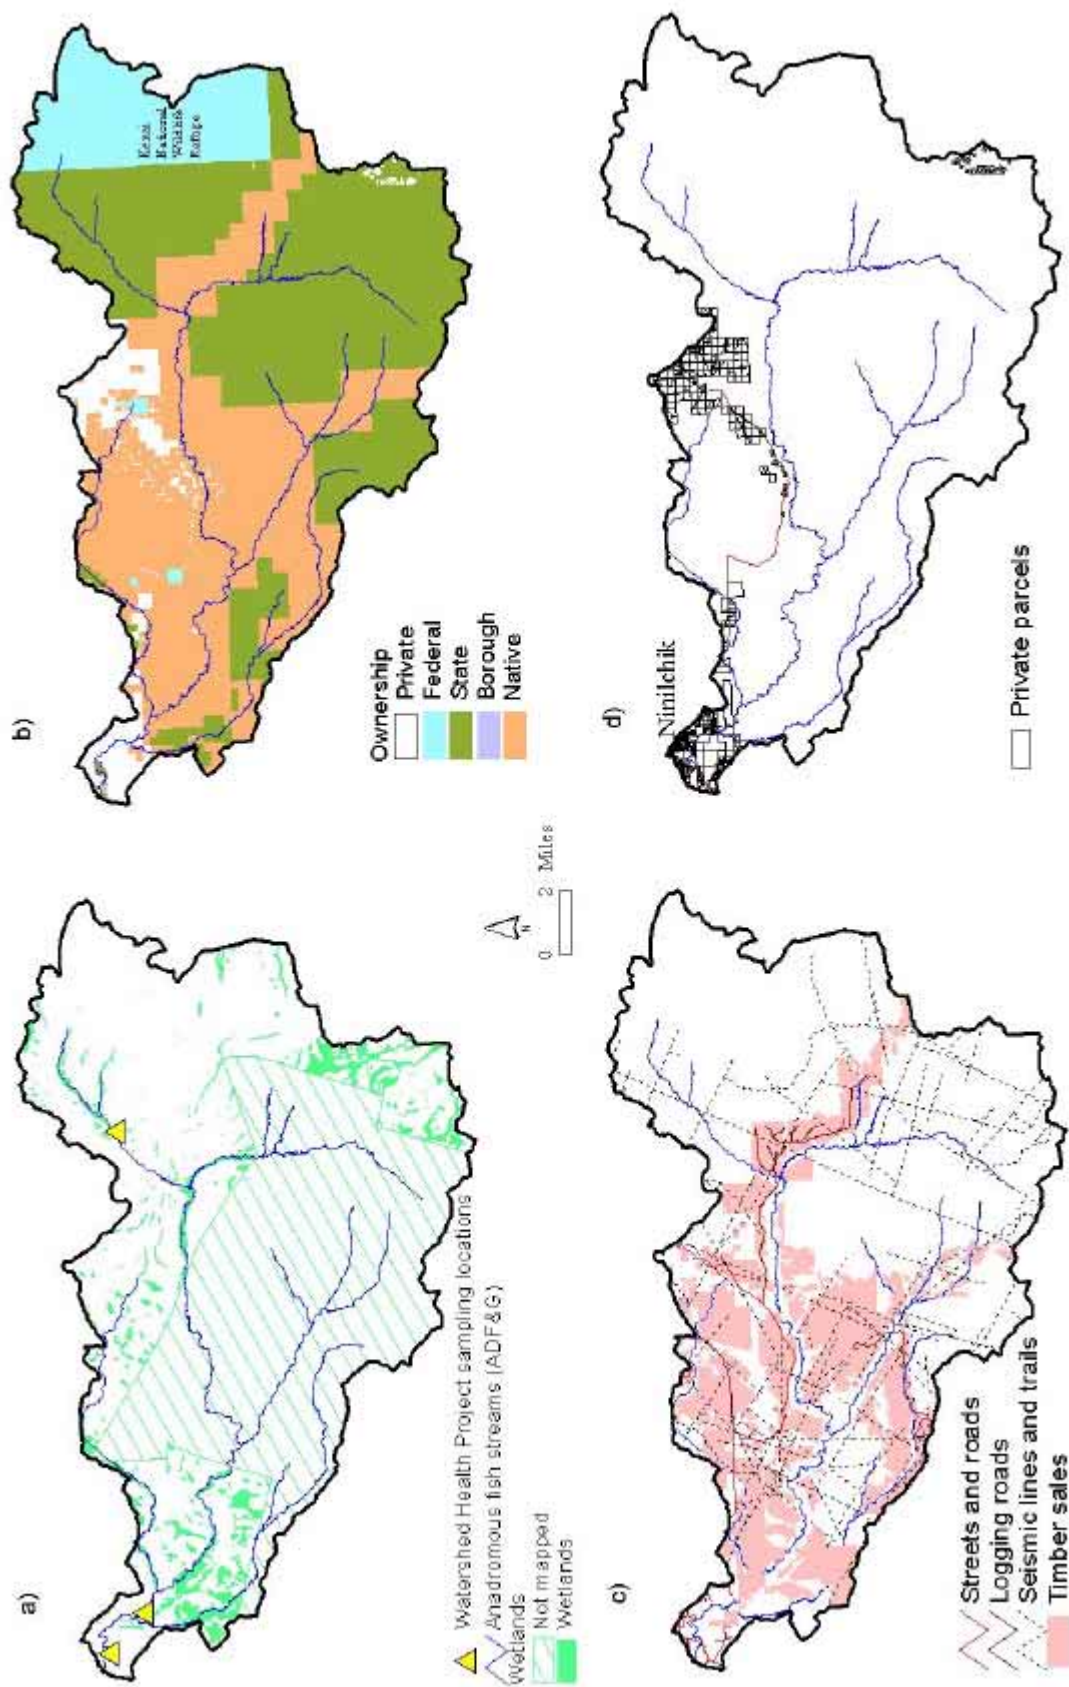 a)
Watershed Health Project sampling locations
Anadromous fish streams (ADF&G)
Wetlands
Not mapped
Wetlands
b)
Kenai
National
Wildlife
Refuge
Ownership
Private
Federal
State
Borough
Native
N
0 2 Miles
c)
Streets and roads
Logging roads
Seismic lines and trails
Timber sales
d)
Ninilchik
Private parcels